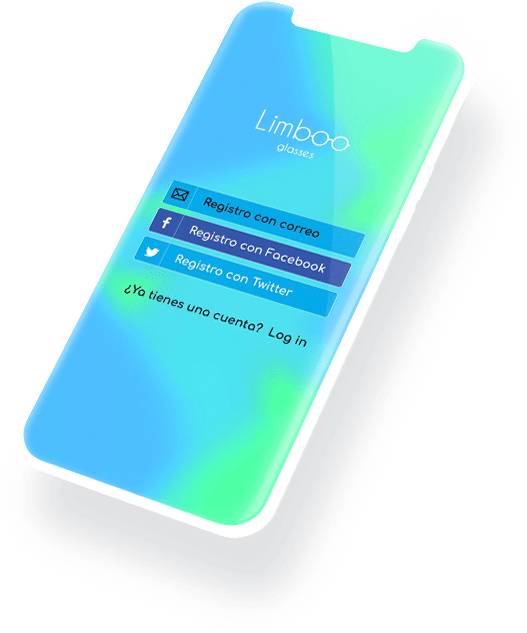 Limboo
glasses
Registro con correo
Registro con Facebook
Registro con Twitter
¿Ya tienes una cuenta? Log in